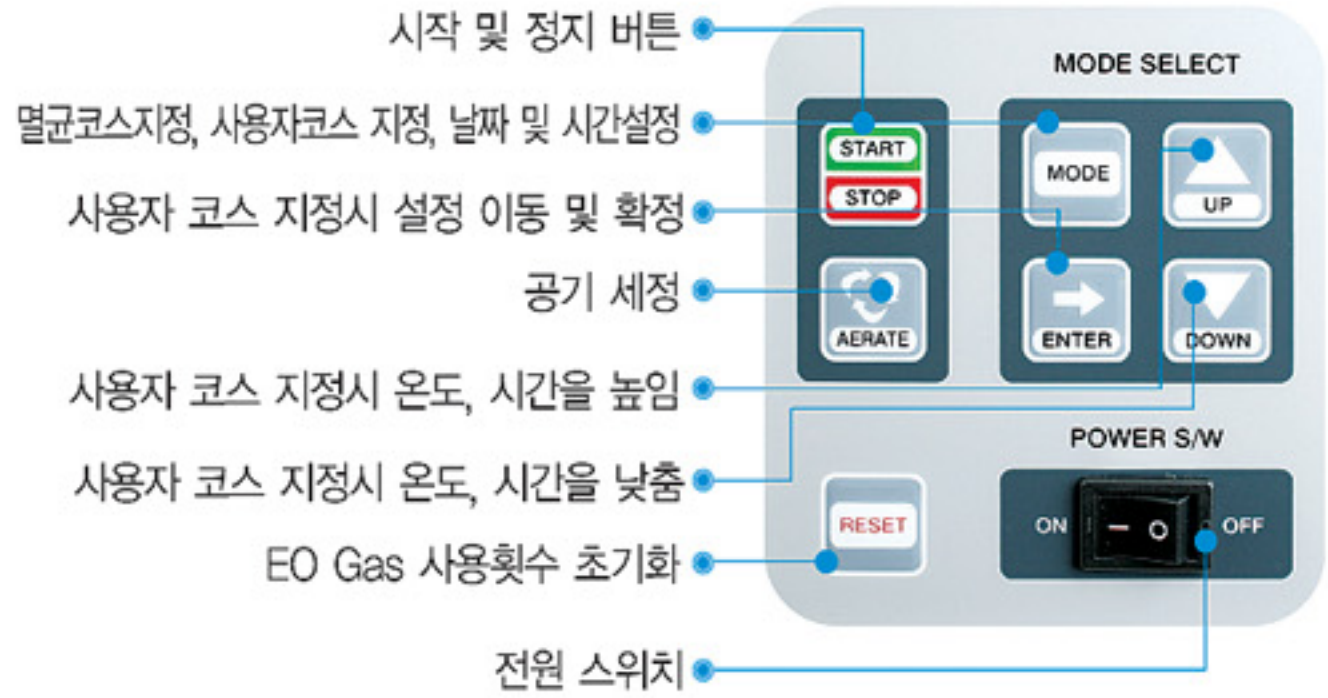 시작 및 정지 버튼
멸균코스지정, 사용자코스 지정, 날짜 및 시간설정
사용자 코스 지정시 설정 이동 및 확정
공기 세정
사용자 코스 지정시 온도, 시간을 높임
사용자 코스 지정시 온도, 시간을 낮춤
EO Gas 사용횟수 초기화
전원 스위치
MODE SELECT
START
STOP
MODE
UP
AERATE
ENTER
DOWN
POWER S/W
RESET
ON
OFF